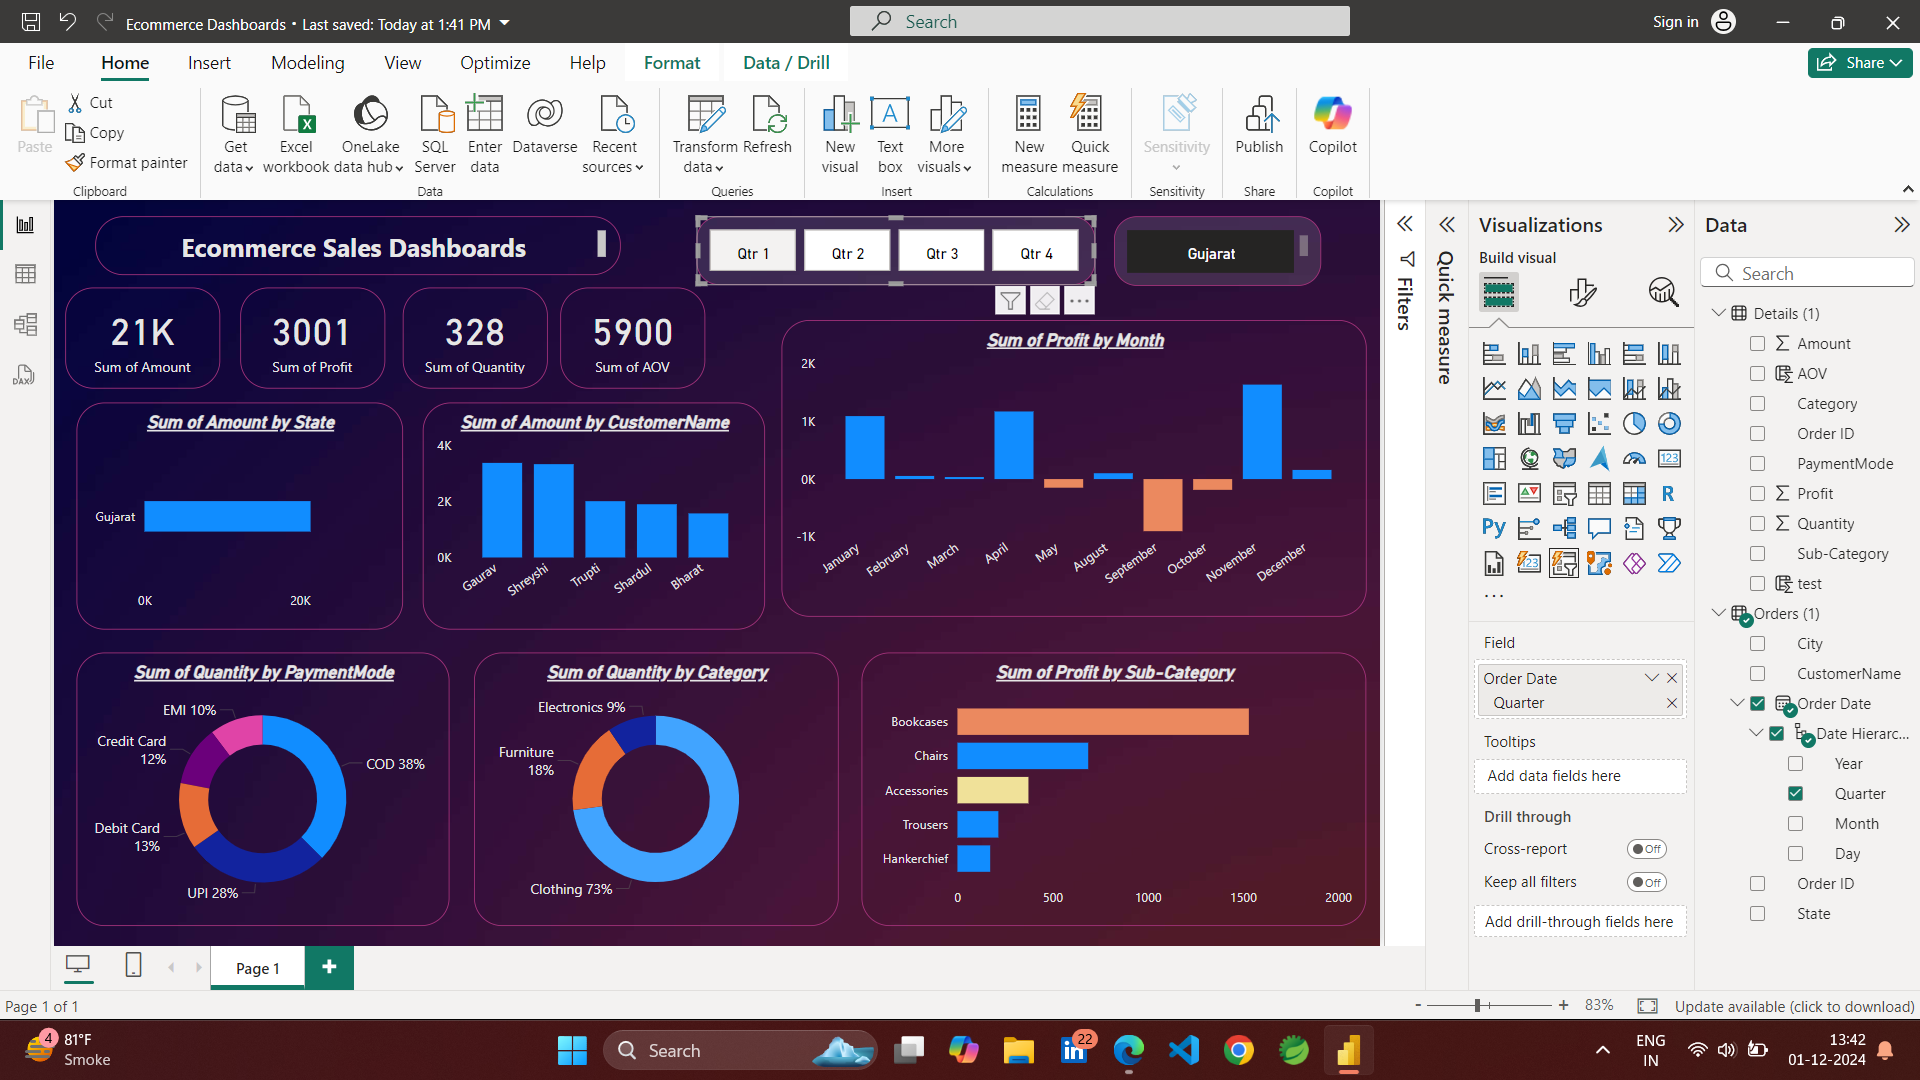 Ecommerce Dashboards • Last saved: Today at 1:41 PM
Search
Sign in
File
Home
Insert
Modeling
View
Optimize
Help
Format
Data / Drill
Share
Paste
Cut
Copy
Format painter
Clipboard
Get data
Excel workbook
OneLake data hub
SQL Server
Enter data
Dataverse
Recent sources
Data
Transform data
Refresh
Queries
New visual
Text box
More visuals
Insert
New measure
Quick measure
Calculations
Sensitivity
Sensitivity
Publish
Share
Copilot
Copilot
Ecommerce Sales Dashboards
Qtr 1
Qtr 2
Qtr 3
Qtr 4
Gujarat
21K
Sum of Amount
3001
Sum of Profit
328
Sum of Quantity
5900
Sum of AOV
Sum of Profit by Month
2K
1K
0K
-1K
January
February
March
April
May
August
September
October
November
December
Sum of Amount by State
Gujarat
0K
20K
Sum of Amount by CustomerName
4K
2K
0K
Gaurav
Shreyshi
Trupti
Shardul
Bharat
Sum of Quantity by PaymentMode
EMI 10%
Credit Card
12%
Debit Card
13%
UPI 28%
COD 38%
Sum of Quantity by Category
Electronics 9%
Furniture
18%
Clothing 73%
Sum of Profit by Sub-Category
Bookcases
Chairs
Accessories
Trousers
Hankerchief
0
500
1000
1500
2000
Filters
Quick measure
Visualizations
Build visual
123
R
Py
123
Field
Order Date
Quarter
Tooltips
Add data fields here
Drill through
Cross-report
Off
Keep all filters
Off
Add drill-through fields here
Data
Search
Details (1)
Amount
AOV
Category
Order ID
PaymentMode
Profit
Quantity
Sub-Category
test
Orders (1)
City
CustomerName
Order Date
Date Hierarc...
Year
Quarter
Month
Day
Order ID
State
DAX
Page 1
Page 1 of 1
- + 83%
Update available (click to download)
4
81°F
Smoke
Search
22
ENG
IN
13:42
01-12-2024